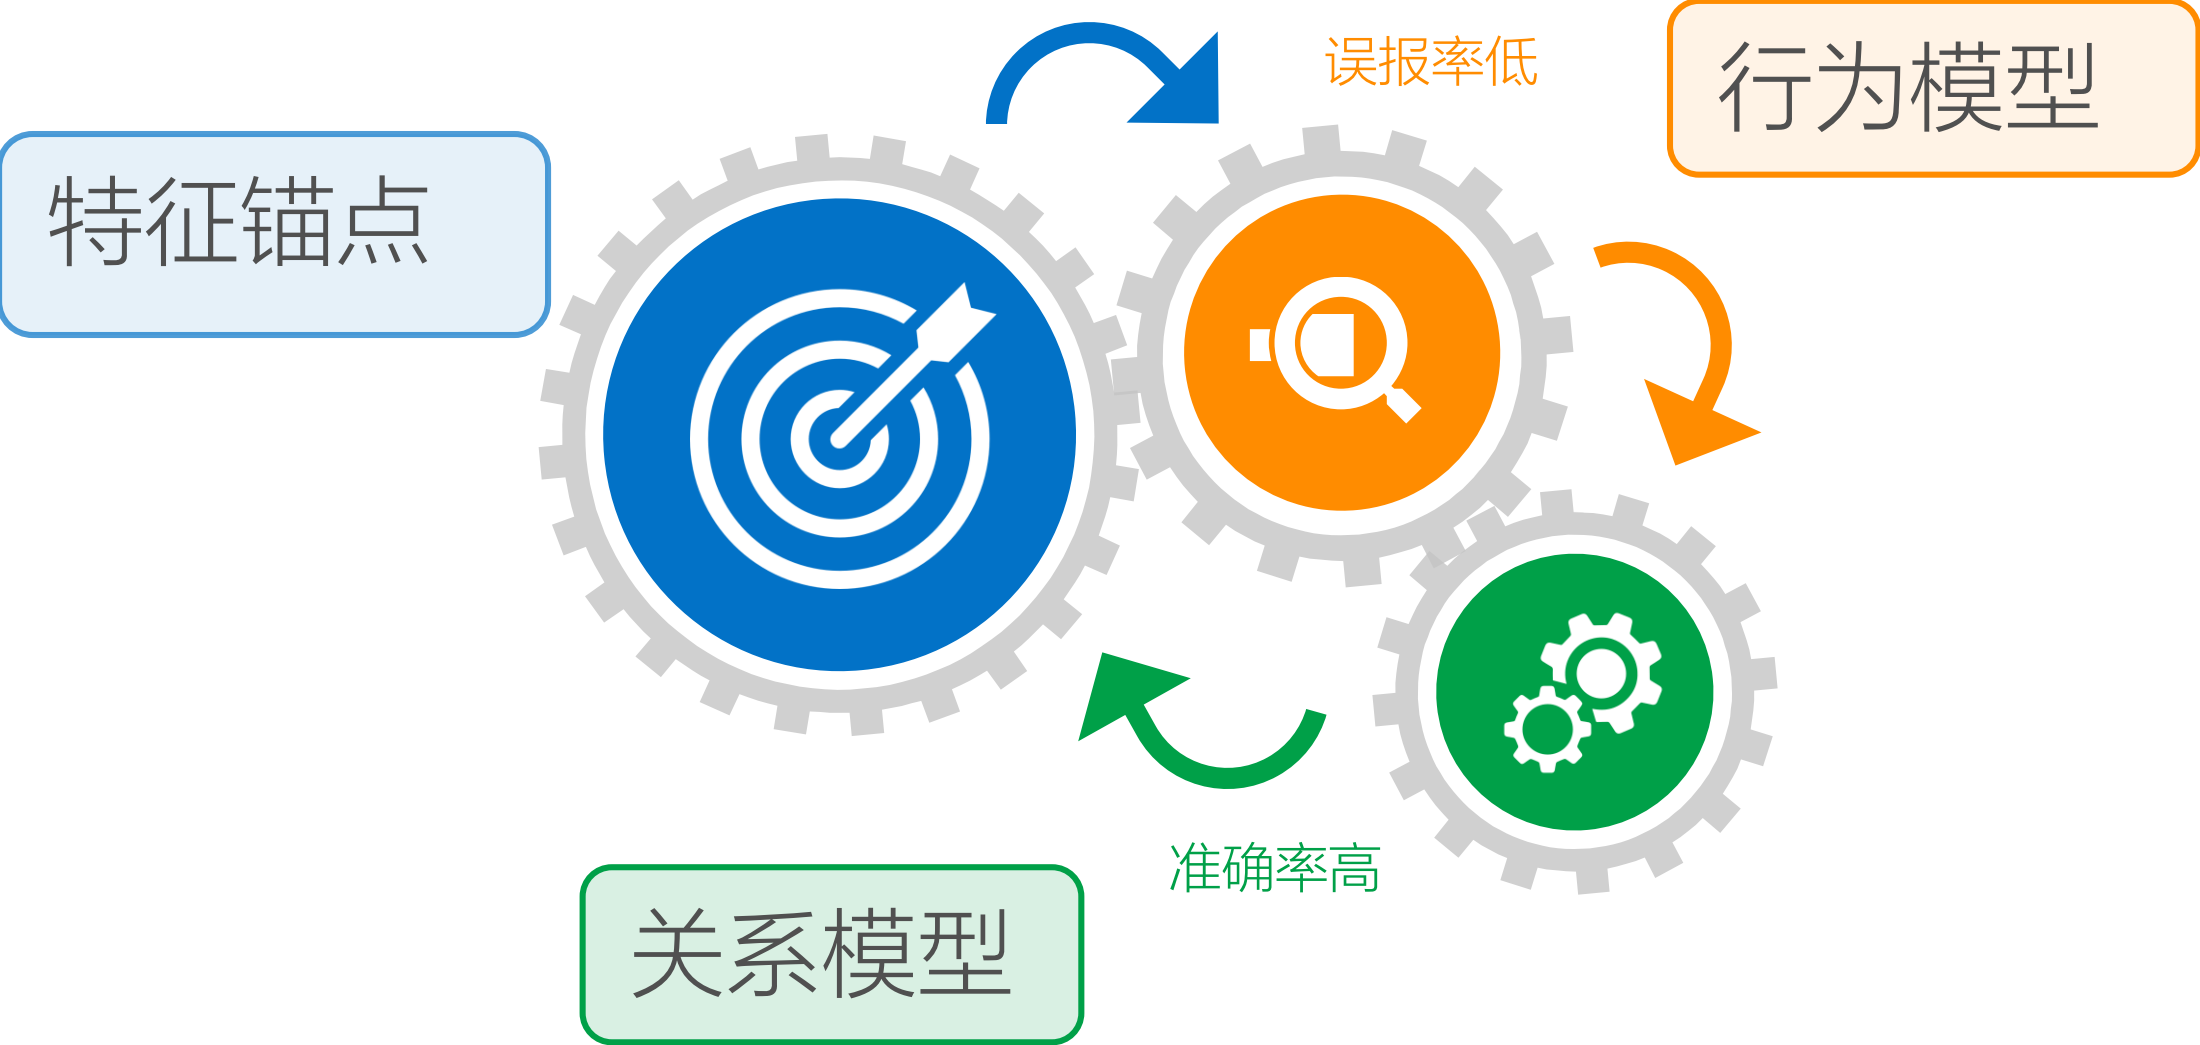 误报率低
行为模型
特征锚点
准确率高
关系模型